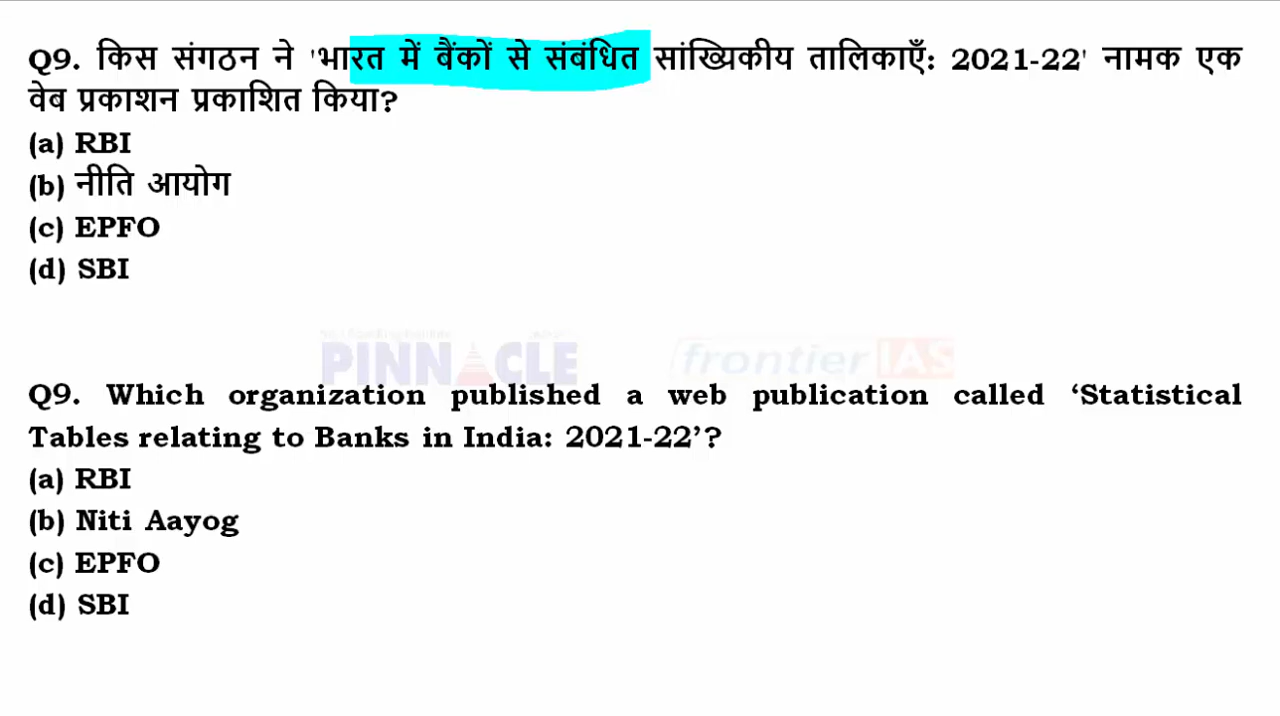 Q9. किस संगठन ने 'भारत में बैंकों से संबंधित सांख्यिकीय तालिकाएँ: 2021-22' नामक एक
वेब प्रकाशन प्रकाशित किया?
(a) RBI
(b) नीति आयोग
(c) EPFO
(d) SBI
PINNACLE
frontier IAS
Q9. Which organization published a web publication called ‘Statistical
Tables relating to Banks in India: 2021-22’?
(a) RBI
(b) Niti Aayog
(c) EPFO
(d) SBI